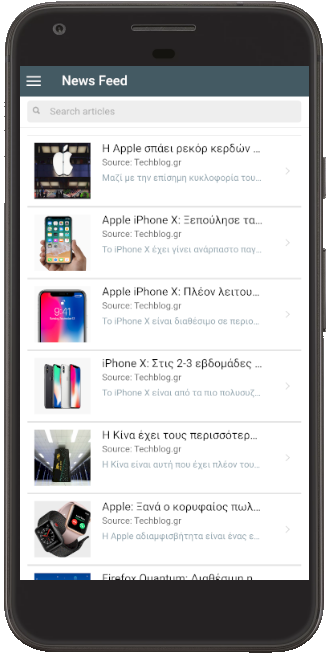 News Feed
Search articles
Η Apple σπάει ρεκόρ κερδών ...
Source: Techblog.gr
Μαζί με την επίσημη κυκλοφορία του...
Apple iPhone X: Ξεπούλησε τα...
Source: Techblog.gr
Το iPhone X έχει γίνει ανάρπαστο παγ...
Apple iPhone X: Πλέον λειτου...
Source: Techblog.gr
Το iPhone X είναι διαθέσιμο σε περιο...
iPhone X: Στις 2-3 εβδομάδες ...
Source: Techblog.gr
Το iPhone X είναι από τα πιο πολυσυζ...
Η Κίνα έχει τους περισσότερ...
Source: Techblog.gr
Η Κίνα είναι αυτή που έχει πλέον του...
Apple: Ξανά ο κορυφαίος πωλ...
Source: Techblog.gr
Η Apple αδιαμφισβήτητα είναι ένας ε...
Firefox Quantum: Διαθέσιμη η